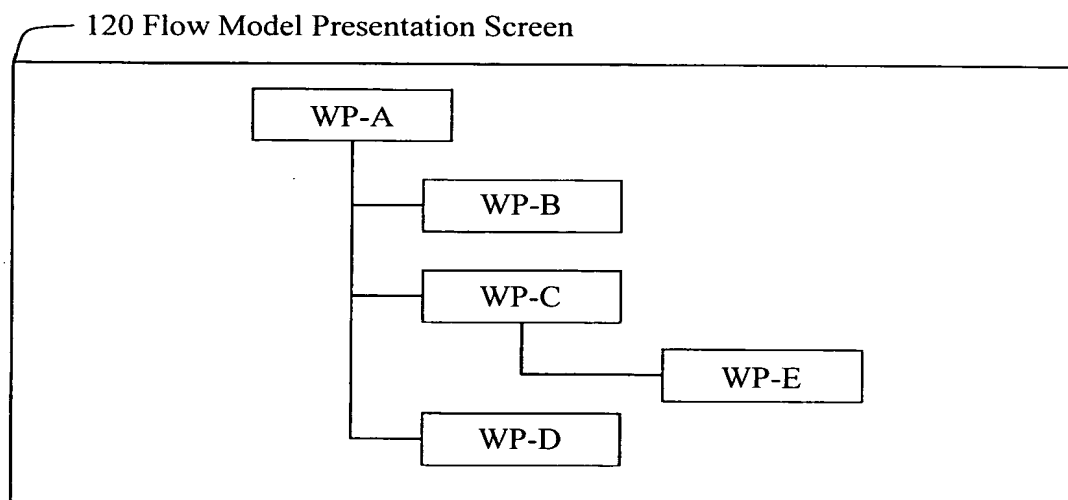 120 Flow Model Presentation Screen
WP-A
WP-B
WP-C
WP-E
WP-D